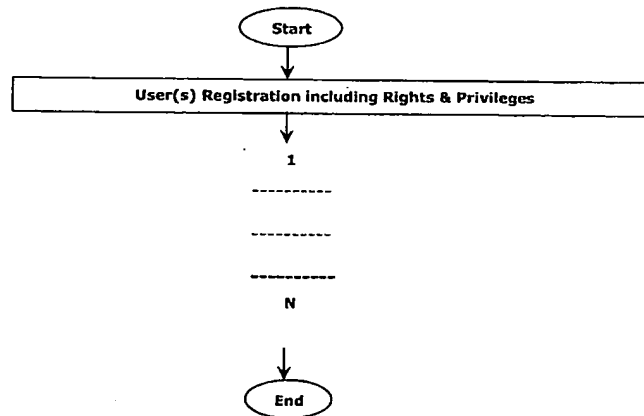 Start
User(s) Registration including Rights & Privileges
1
----------
----------
----------
N
End